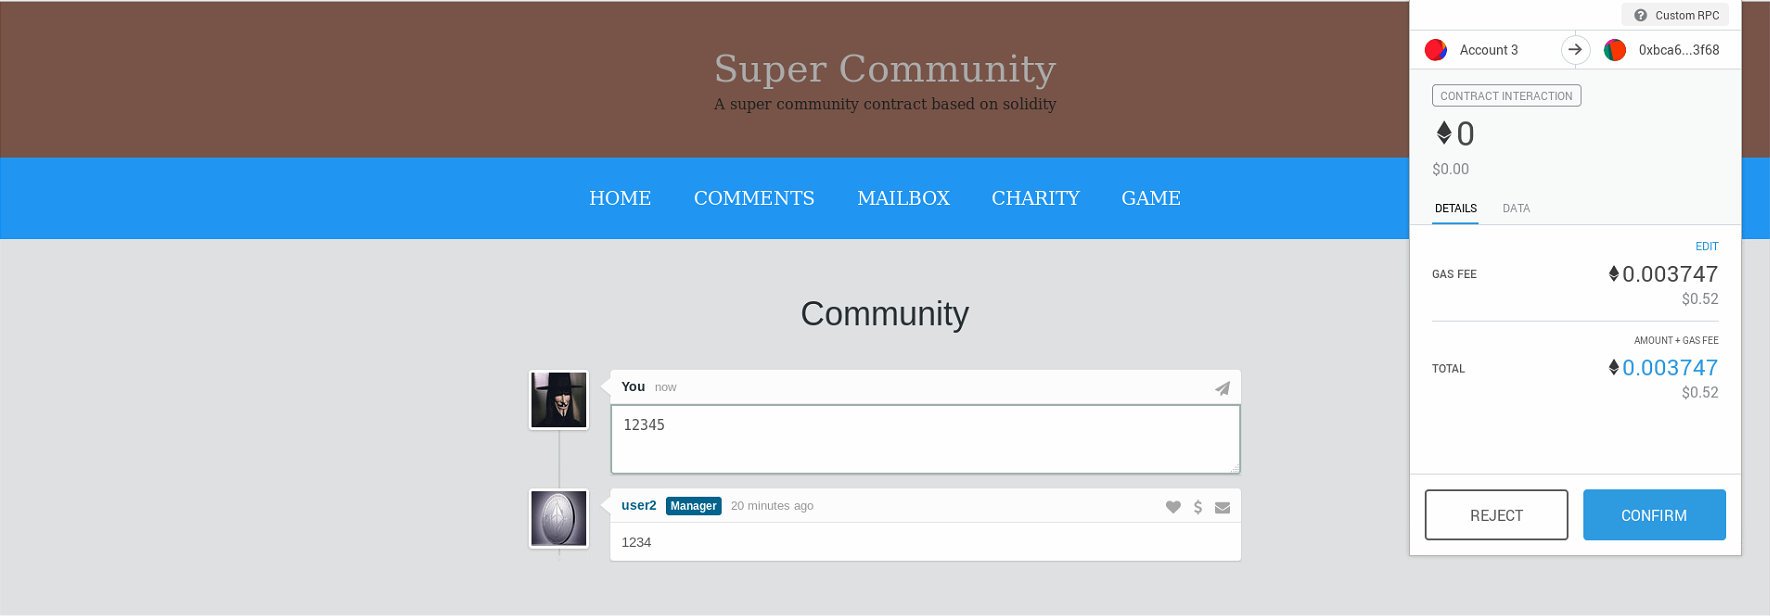 Super Community
A super community contract based on solidity
HOME COMMENTS MAILBOX CHARITY GAME
Community
You now
12345
user2 Manager 20 minutes ago
1234
Custom RPC
Account 3 0xbca6...3f68
CONTRACT INTERACTION
0
$0.00
DETAILS DATA
EDIT
GAS FEE 0.003747
$0.52
AMOUNT + GAS FEE
TOTAL 0.003747
$0.52
REJECT CONFIRM